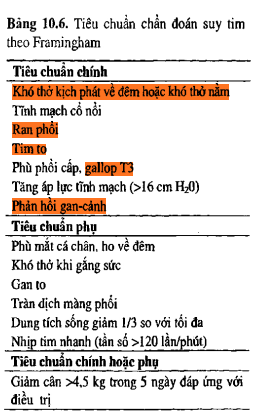 Bảng 10.6. Tiêu chuẩn chẩn đoán suy tim
theo Framingham
Tiêu chuẩn chính
Khó thở kịch phát về đêm hoặc khó thở nằm
Tĩnh mạch cổ nổi
Ran phổi
Tim to
Phù phổi cấp, gallop T3
Tăng áp lực tĩnh mạch (>16 cm H₂0)
Phản hồi gan-cảnh
Tiêu chuẩn phụ
Phù mắt cá chân, ho về đêm
Khó thở khi gắng sức
Gan to
Tràn dịch màng phổi
Dung tích sống giảm 1/3 so với tối đa
Nhịp tim nhanh (tần số >120 lần/phút)
Tiêu chuẩn chính hoặc phụ
Giảm cân >4,5 kg trong 5 ngày đáp ứng với
điều trị